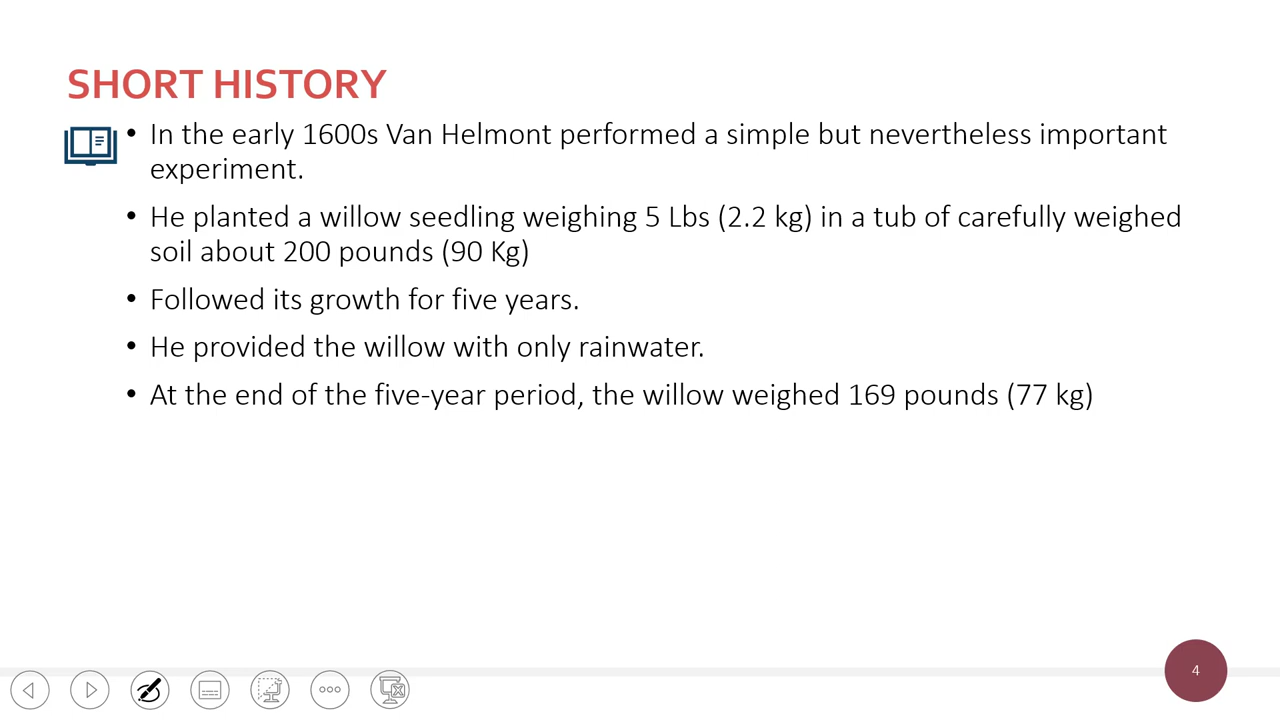 SHORT HISTORY
• In the early 1600s Van Helmont performed a simple but nevertheless important
experiment.
• He planted a willow seedling weighing 5 Lbs (2.2 kg) in a tub of carefully weighed
soil about 200 pounds (90 Kg)
• Followed its growth for five years.
• He provided the willow with only rainwater.
• At the end of the five-year period, the willow weighed 169 pounds (77 kg)
4